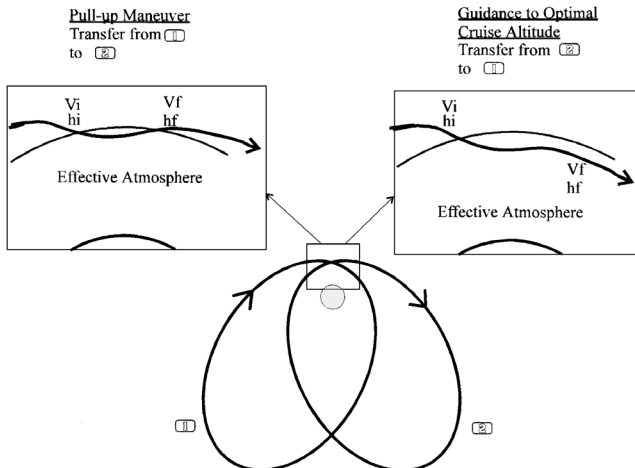 Pull-up Maneuver
Transfer from 1
to 2
Guidance to Optimal
Cruise Altitude
Transfer from 2
to 1
Vi
hi
Vf
hf
Effective Atmosphere
Vi
hi
Vf
hf
Effective Atmosphere
1
2